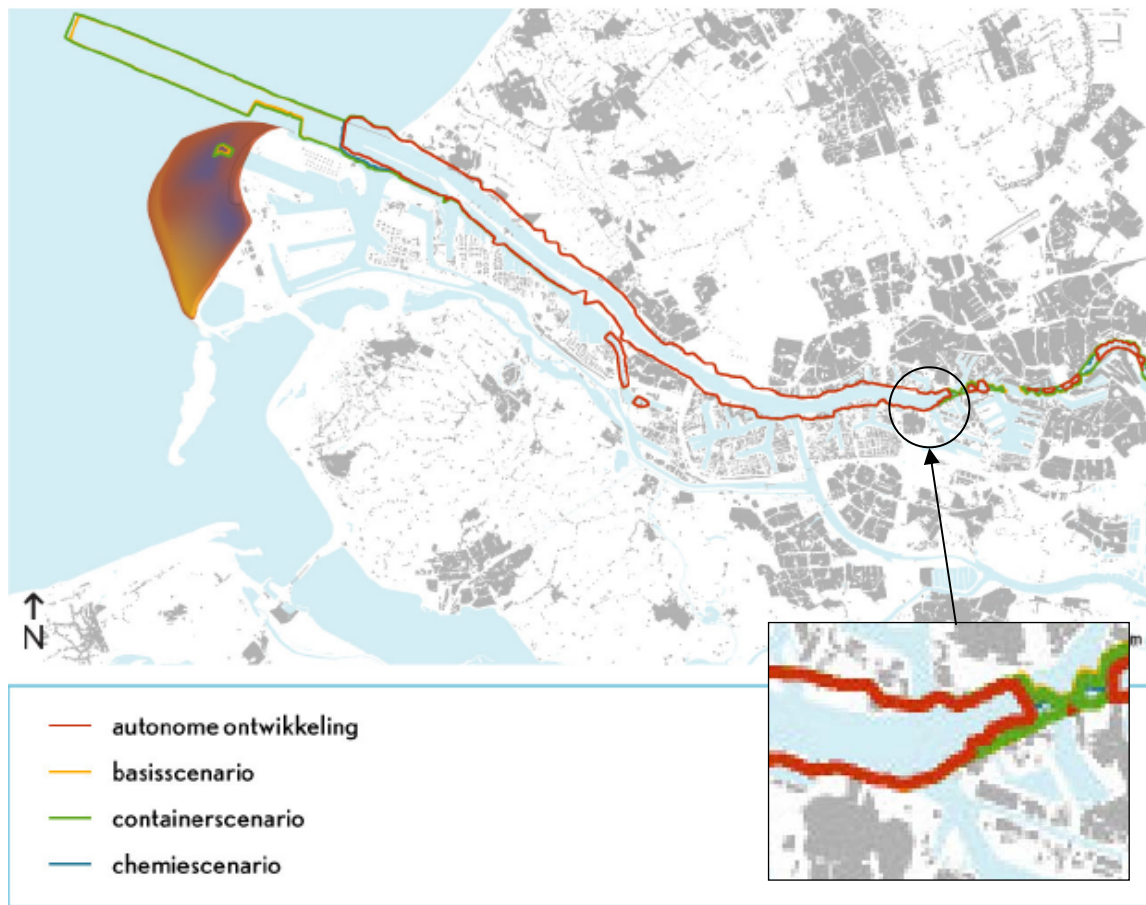 N
m
autonome ontwikkeling
basisscenario
containerscenario
chemiescenario